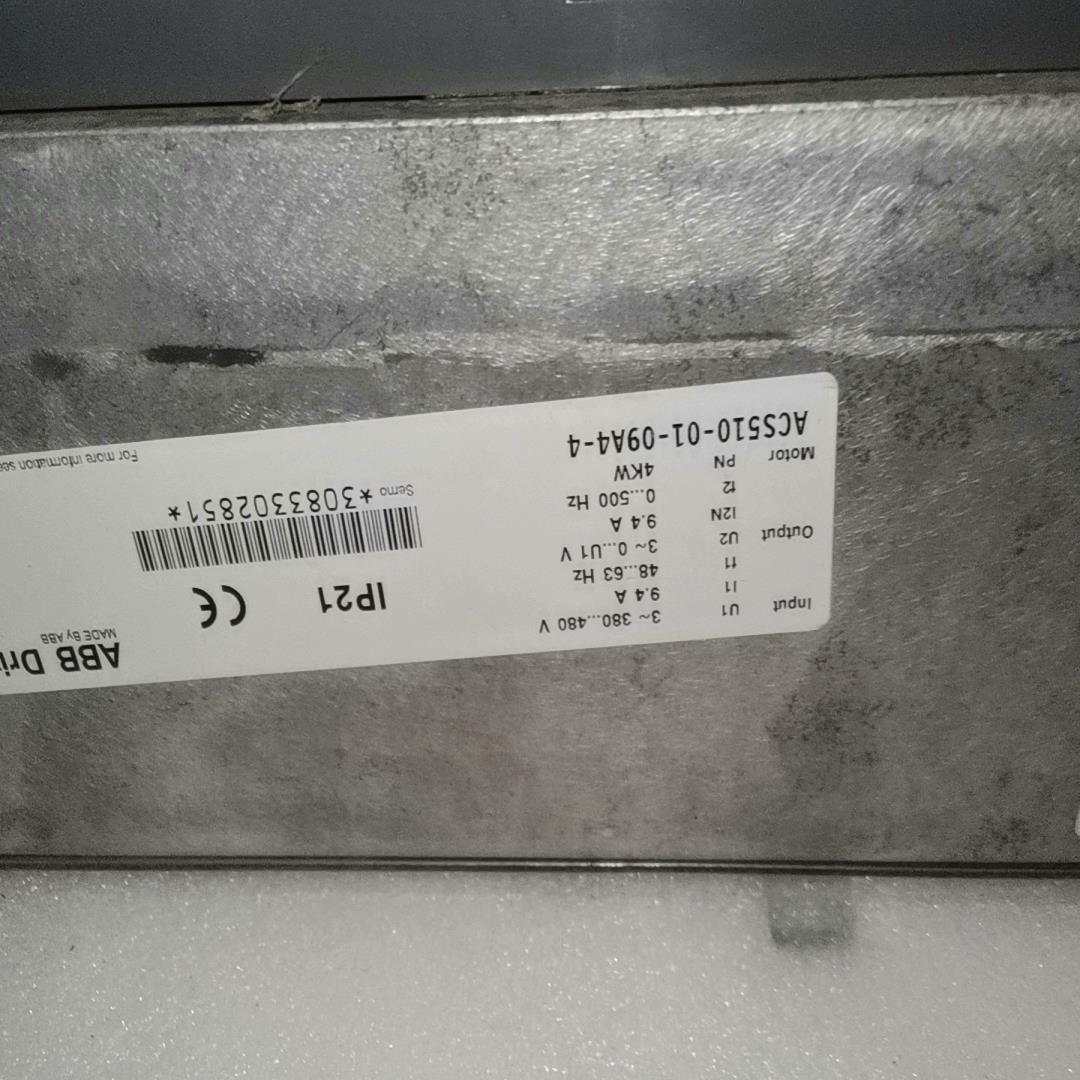 Input U1 3~ 380...480 V
I1 9.4 A
f1 48...63 Hz
Output U2 3~ 0...U1 V
I2N 9.4 A
f2 0...500 Hz
Motor PN 4KW
ACS510-01-09A4-4
IP21 CE
Serno *3083302851*
ABB
MADE By ABB
For more information see